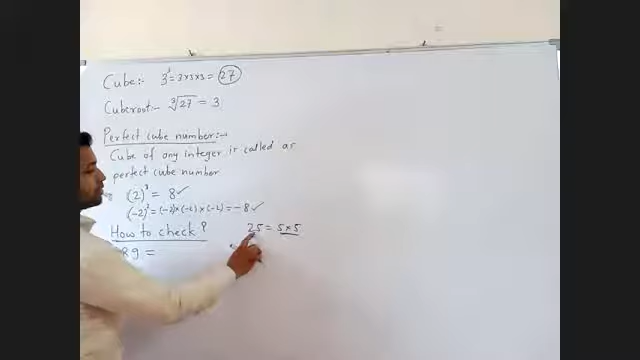 Cube:- 3³ = 3×3×3 = 27
Cuberoot:- ∛27 = 3
Perfect cube number:-
Cube of any integer is called as
perfect cube number
(2)³ = 8 ✓
(-2)³ = (-2)×(-2)×(-2) = -8 ✓
How to check? 25 = 5×5
89 =